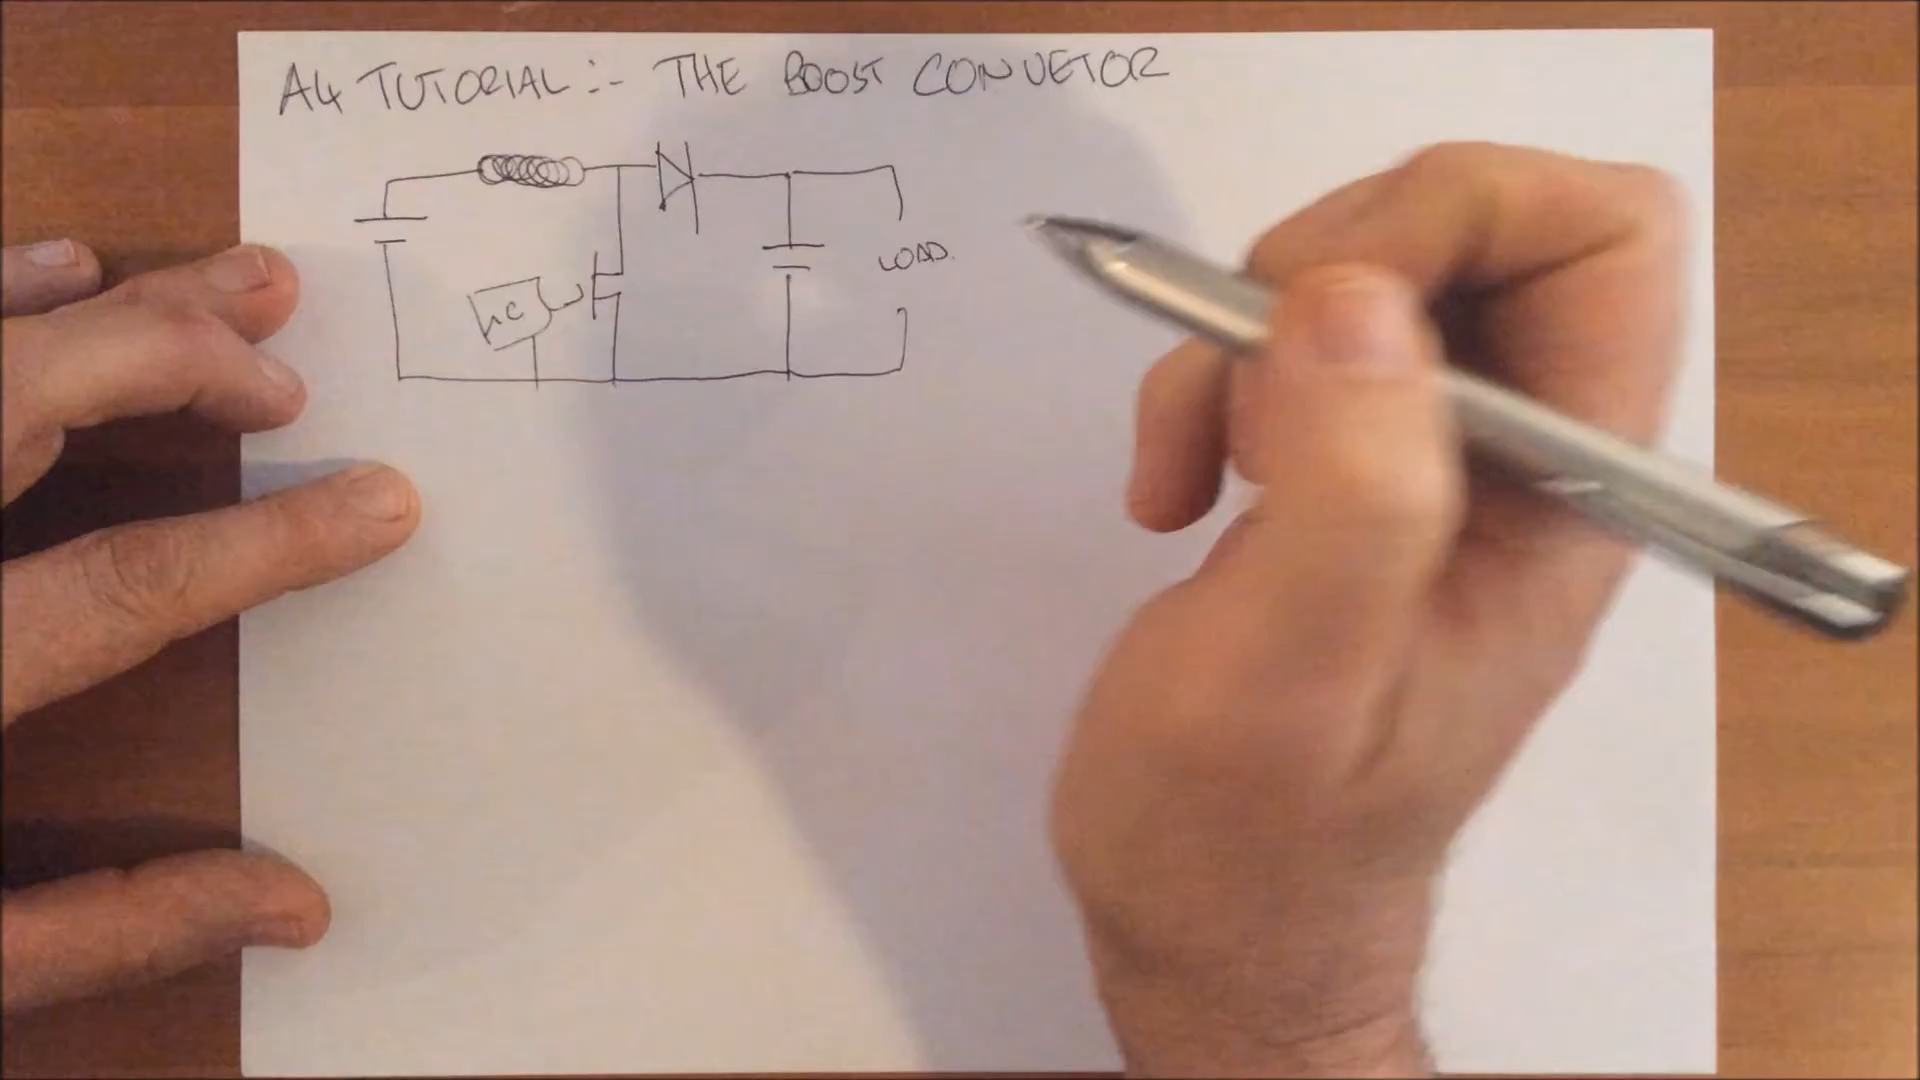 A4 TUTORIAL :- THE BOOST CONVETOR
LOAD.
μC